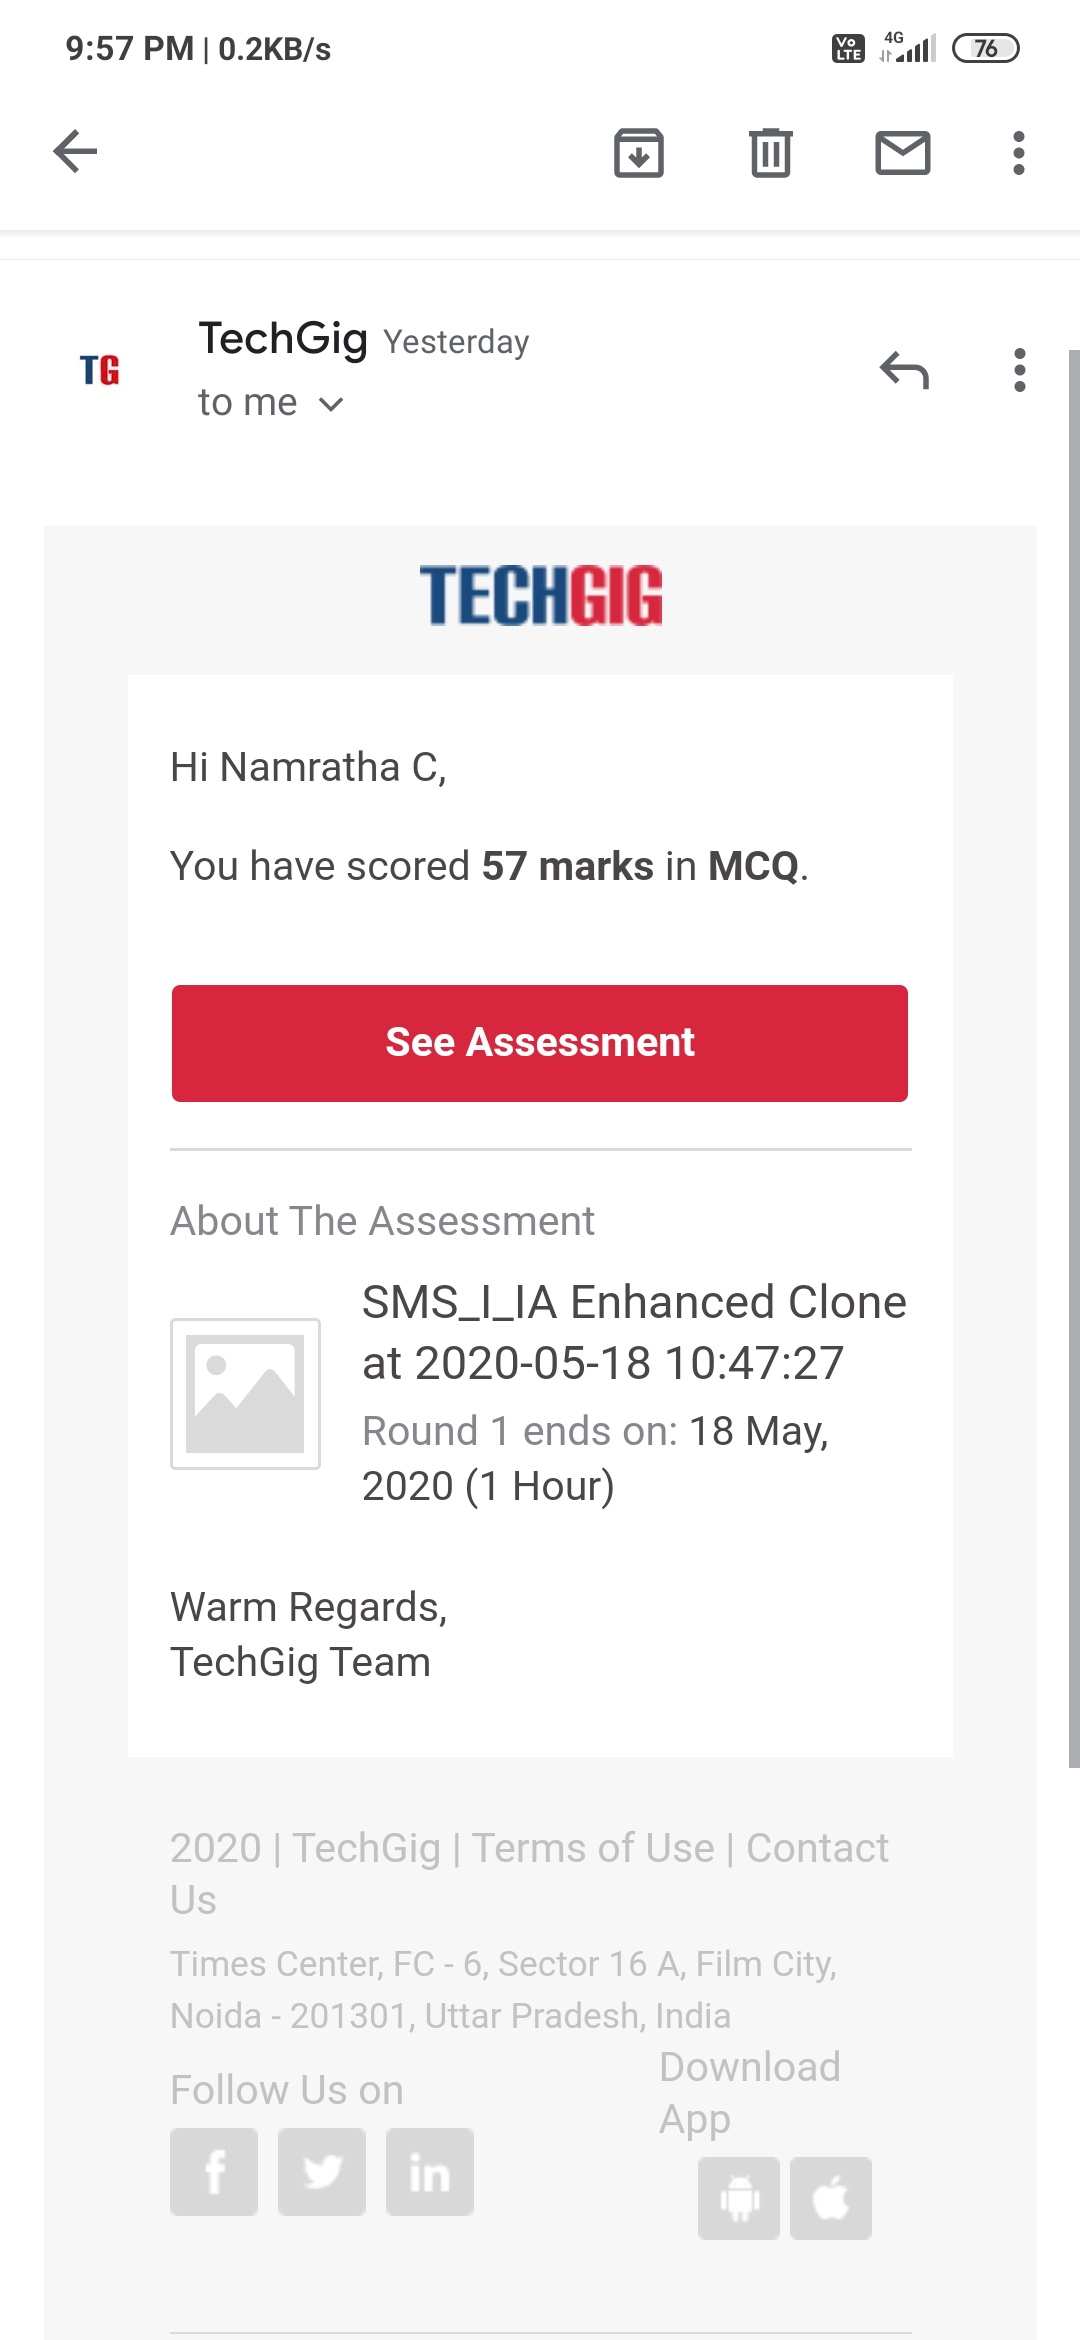 9:57 PM | 0.2KB/s
Vo LTE 4G 76
TechGig Yesterday
TG
to me
TECHGIG
Hi Namratha C,
You have scored 57 marks in MCQ.
See Assessment
About The Assessment
SMS_I_IA Enhanced Clone
at 2020-05-18 10:47:27
Round 1 ends on: 18 May,
2020 (1 Hour)
Warm Regards,
TechGig Team
2020 | TechGig | Terms of Use | Contact
Us
Times Center, FC - 6, Sector 16 A, Film City,
Noida - 201301, Uttar Pradesh, India
Follow Us on
Download
App
f in